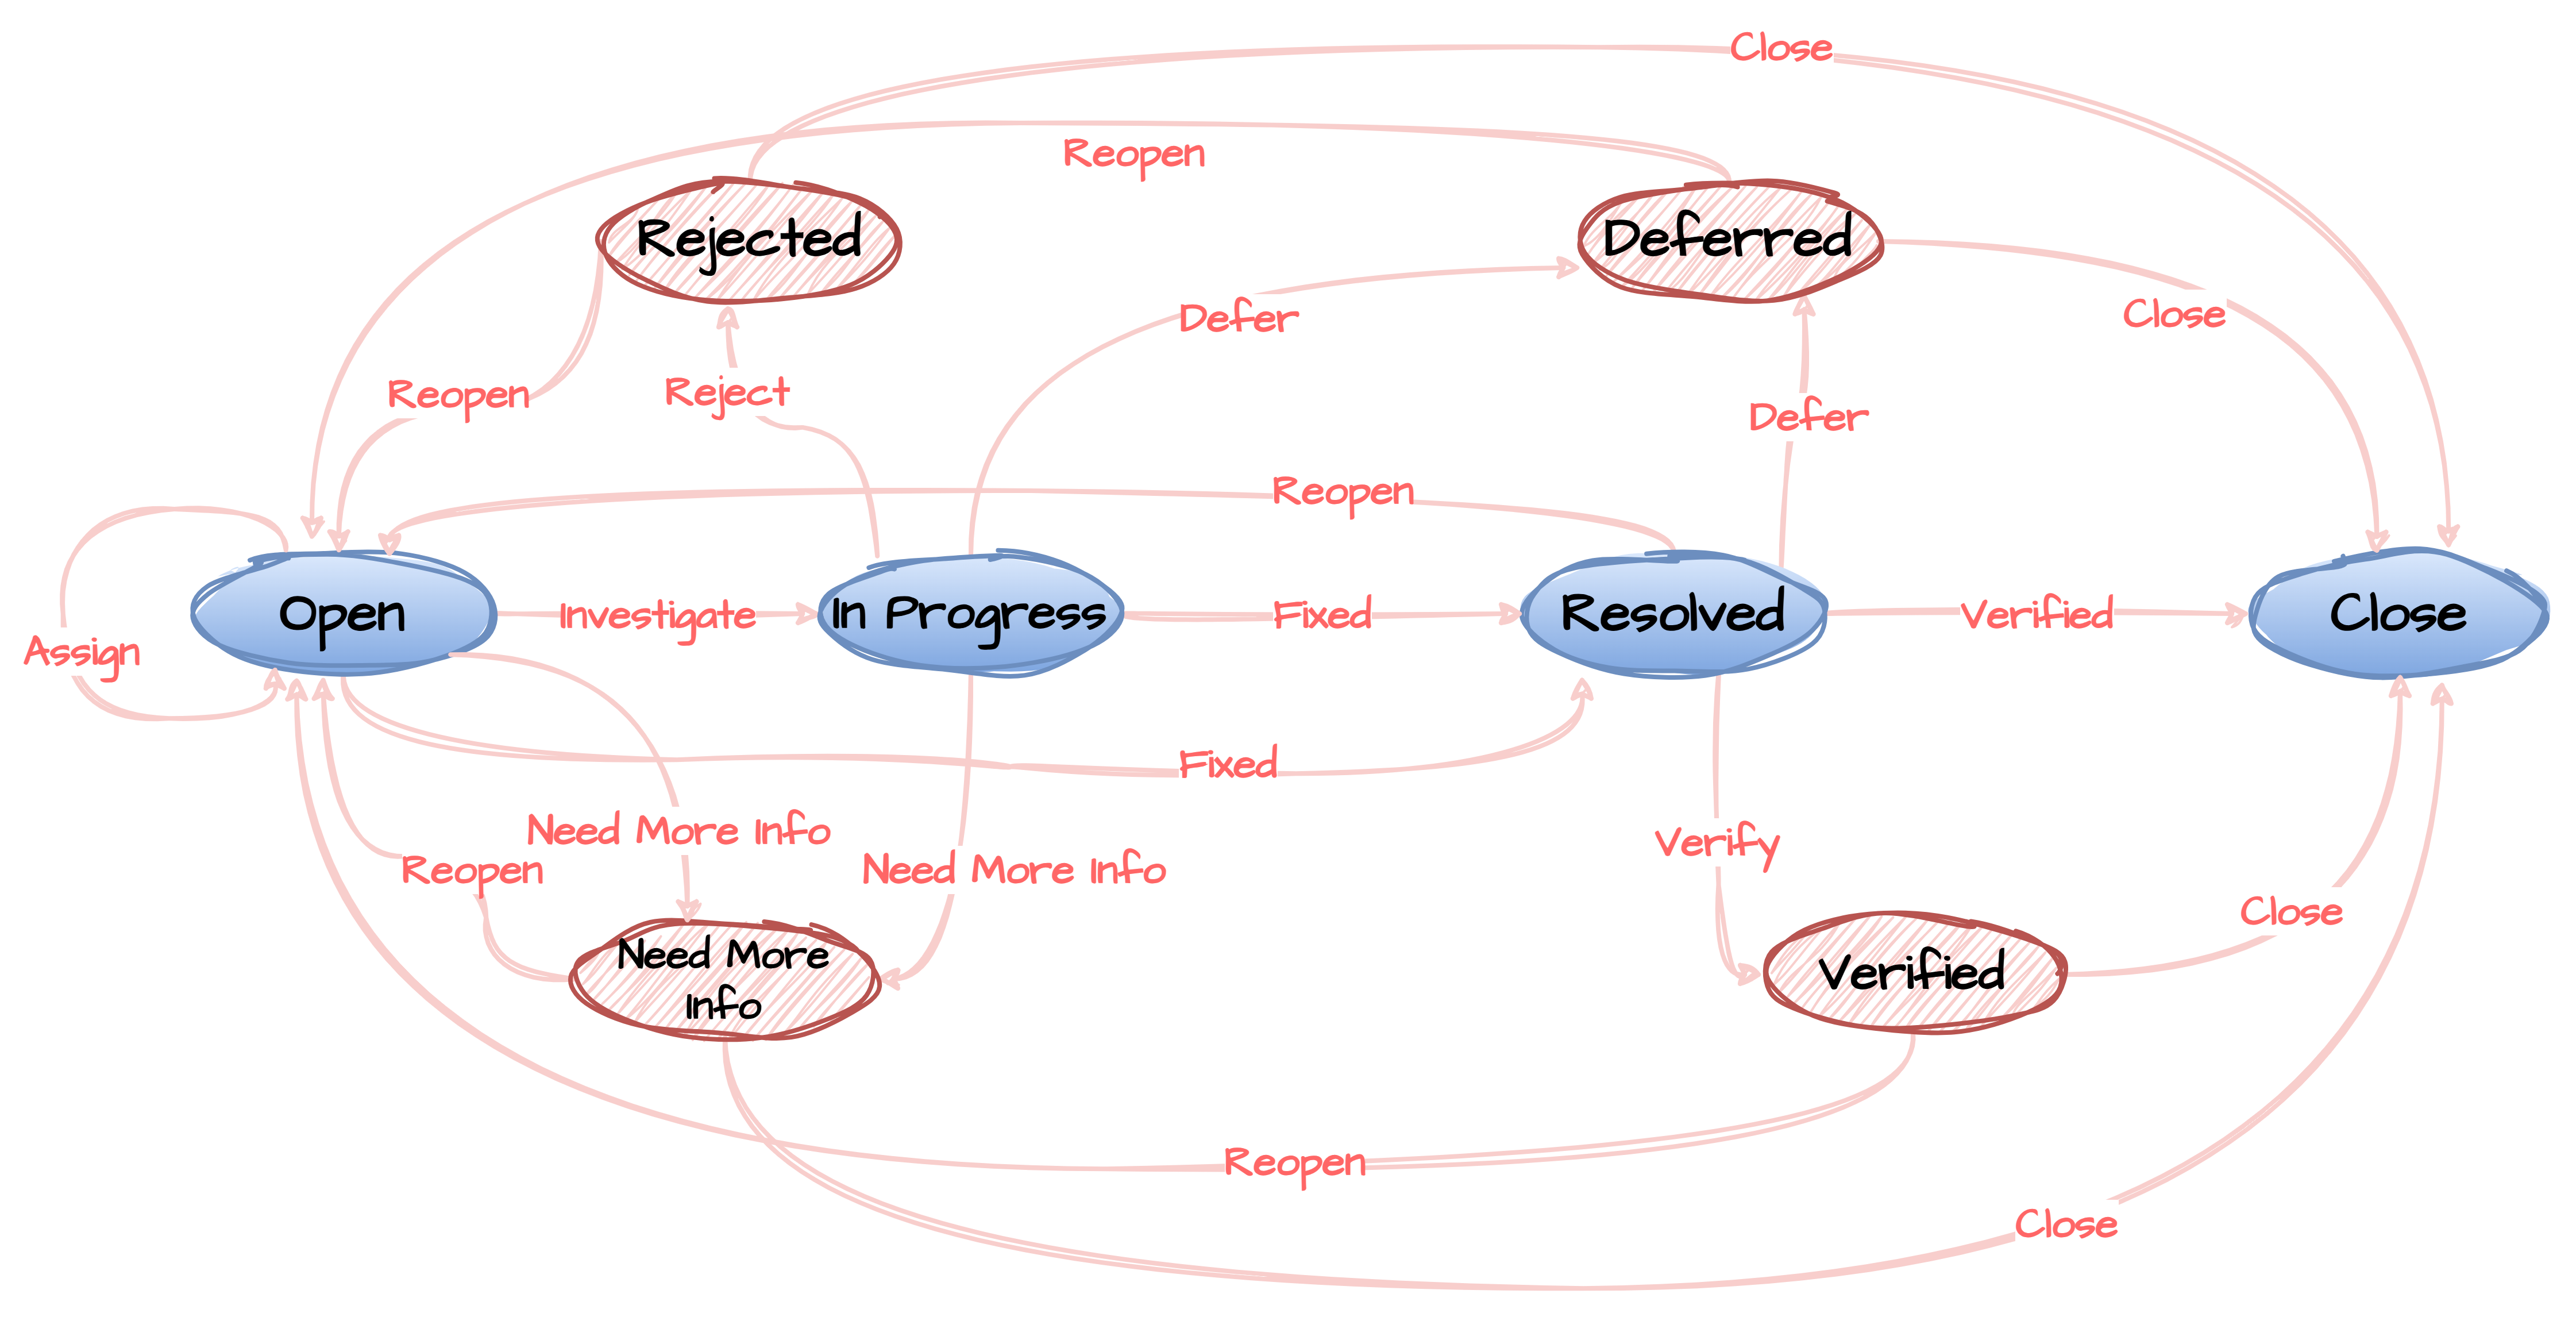 Close
Reopen
Rejected
Deferred
Defer
Close
Reopen
Reject
Defer
Reopen
Open
Investigate
In Progress
Fixed
Resolved
Verified
Close
Assign
Fixed
Need More Info
Reopen
Need More Info
Verify
Close
Need More
Info
Verified
Reopen
Close